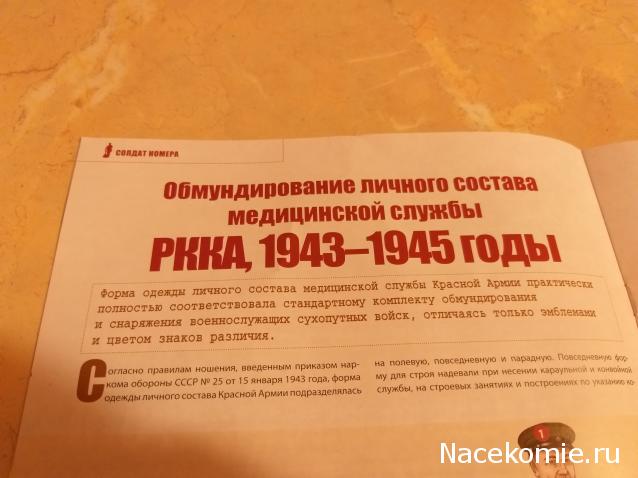 СОЛДАТ НОМЕРА
Обмундирование личного состава
медицинской службы
РККА, 1943–1945 годы
Форма одежды личного состава медицинской службы Красной Армии практически
полностью соответствовала стандартному комплекту обмундирования
и снаряжения военнослужащих сухопутных войск, отличаясь только эмблемами
и цветом знаков различия.
Согласно правилам ношения, введенным приказом нар-
кома обороны СССР № 25 от 15 января 1943 года, форма
одежды личного состава Красной Армии подразделялась
на полевую, повседневную и парадную. Повседневную фор-
му для строя надевали при несении караульной и конвойной
службы, на строевых занятиях и построениях по указанию ко-
1
Nacekomie.ru